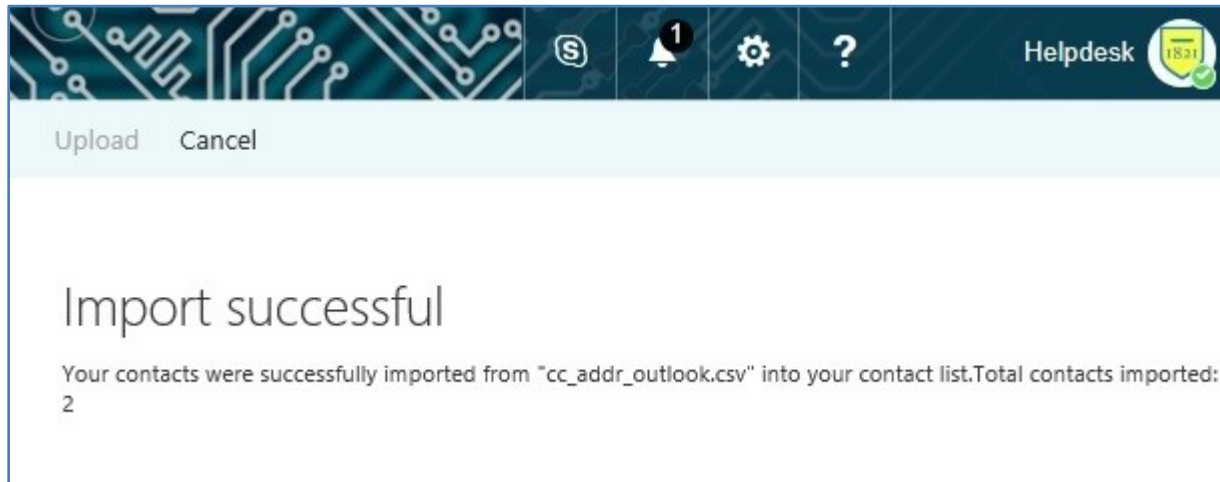 1
Helpdesk
1821
Upload Cancel
Import successful
Your contacts were successfully imported from "cc_addr_outlook.csv" into your contact list.Total contacts imported:
2